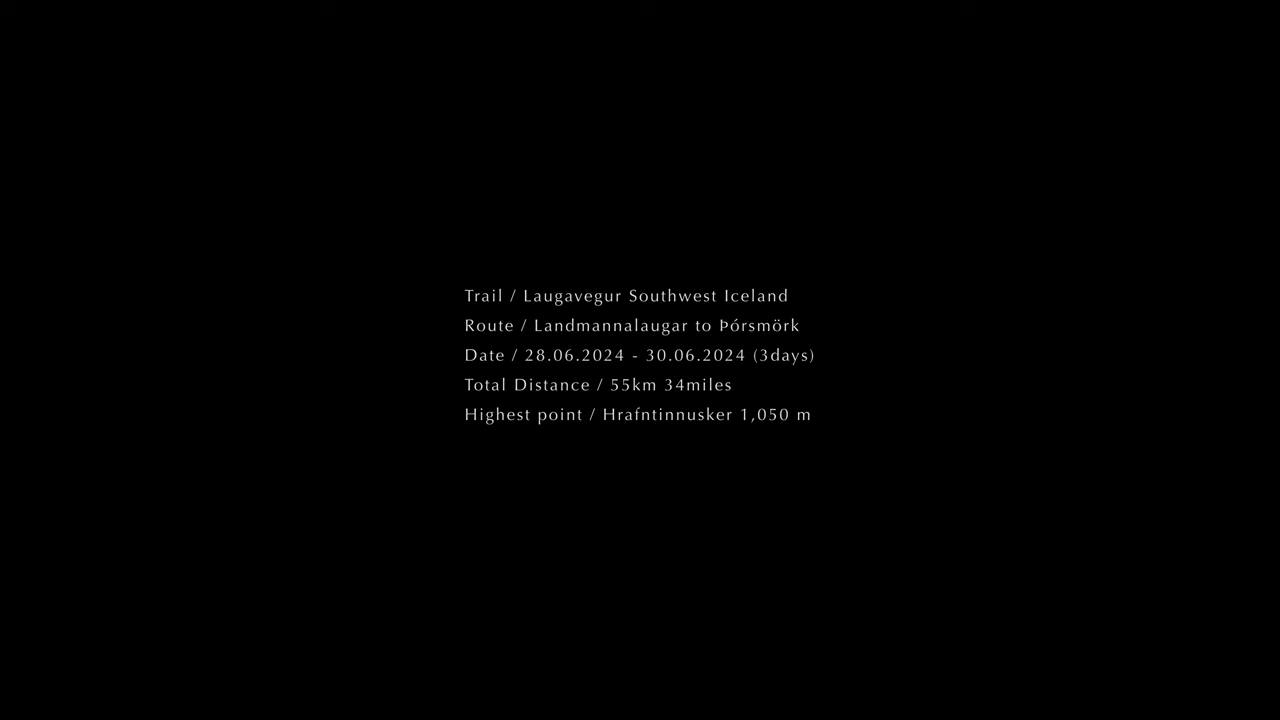 Trail / Laugavegur Southwest Iceland
Route / Landmannalaugar to Þórsmörk
Date / 28.06.2024 - 30.06.2024 (3days)
Total Distance / 55km 34miles
Highest point / Hrafntinnusker 1,050 m